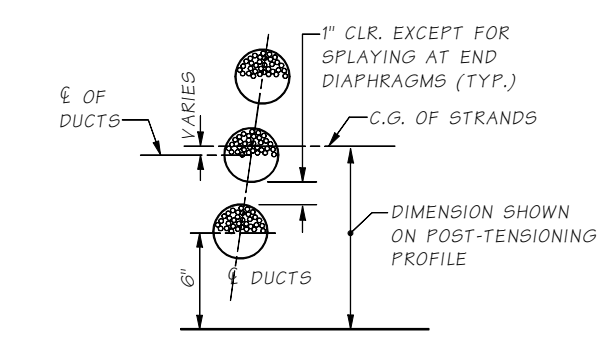 1" CLR. EXCEPT FOR
SPLAYING AT END
DIAPHRAGMS (TYP.)
℄ OF
DUCTS
VARIES
C.G. OF STRANDS
DIMENSION SHOWN
ON POST-TENSIONING
PROFILE
6"
℄ DUCTS